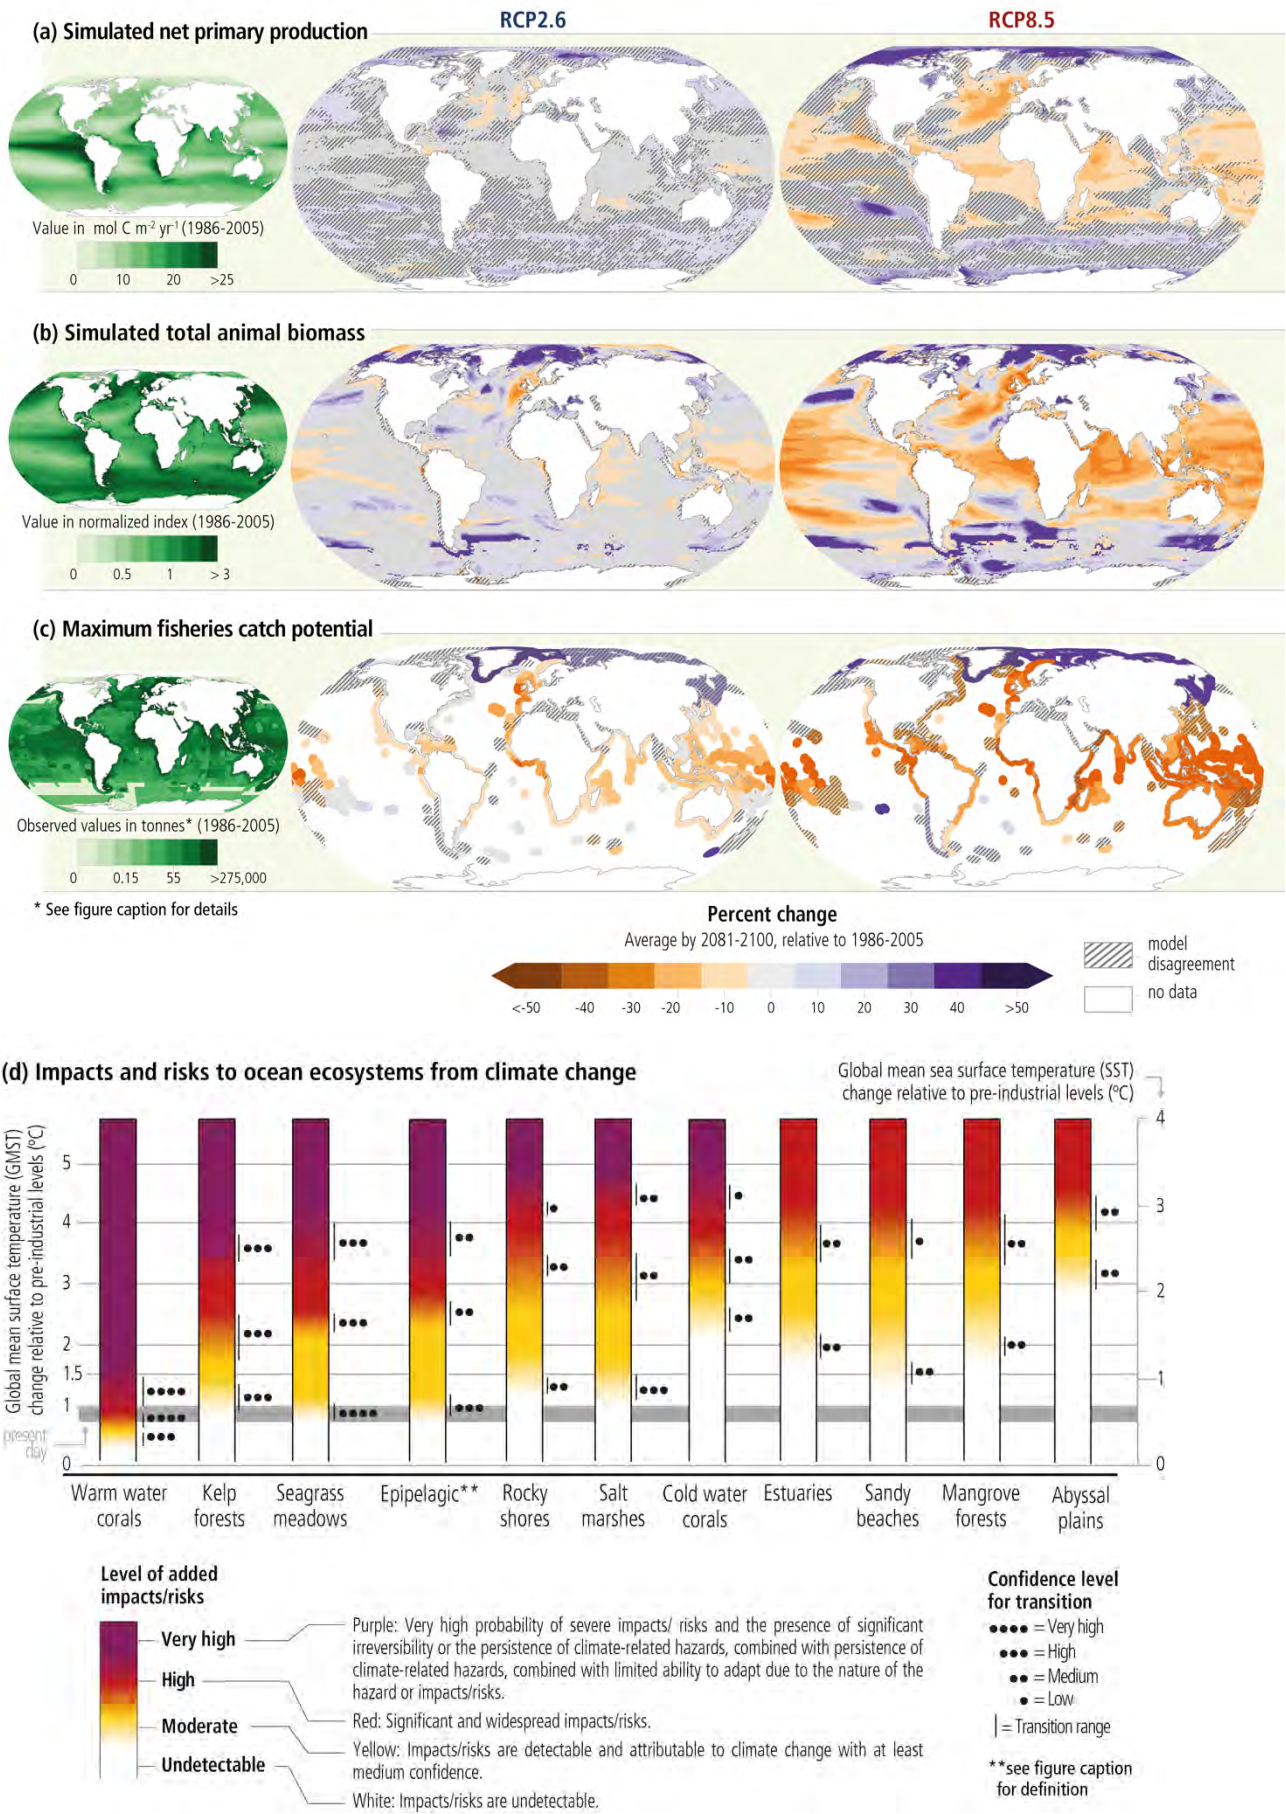 RCP2.6
RCP8.5
(a) Simulated net primary production
Value in mol C m⁻² yr⁻¹ (1986-2005)
0 10 20 >25
(b) Simulated total animal biomass
Value in normalized index (1986-2005)
0 0.5 1 > 3
(c) Maximum fisheries catch potential
Observed values in tonnes* (1986-2005)
0 0.15 55 >275,000
* See figure caption for details
Percent change
Average by 2081-2100, relative to 1986-2005
<-50 -40 -30 -20 -10 0 10 20 30 40 >50
model
disagreement
no data
(d) Impacts and risks to ocean ecosystems from climate change
Global mean sea surface temperature (SST)
change relative to pre-industrial levels (ºC)
Global mean surface temperature (GMST)
change relative to pre-industrial levels (ºC)
5
4
3
2
1.5
1
0
present
day
4
3
2
1
0
Warm water
corals
Kelp
forests
Seagrass
meadows
Epipelagic**
Rocky
shores
Salt
marshes
Cold water
corals
Estuaries
Sandy
beaches
Mangrove
forests
Abyssal
plains
Level of added
impacts/risks
Very high
High
Moderate
Undetectable
Purple: Very high probability of severe impacts/ risks and the presence of significant
irreversibility or the persistence of climate-related hazards, combined with persistence of
climate-related hazards, combined with limited ability to adapt due to the nature of the
hazard or impacts/risks.
Red: Significant and widespread impacts/risks.
Yellow: Impacts/risks are detectable and attributable to climate change with at least
medium confidence.
White: Impacts/risks are undetectable.
Confidence level
for transition
●●●● = Very high
●●● = High
●● = Medium
● = Low
| = Transition range
**see figure caption
for definition